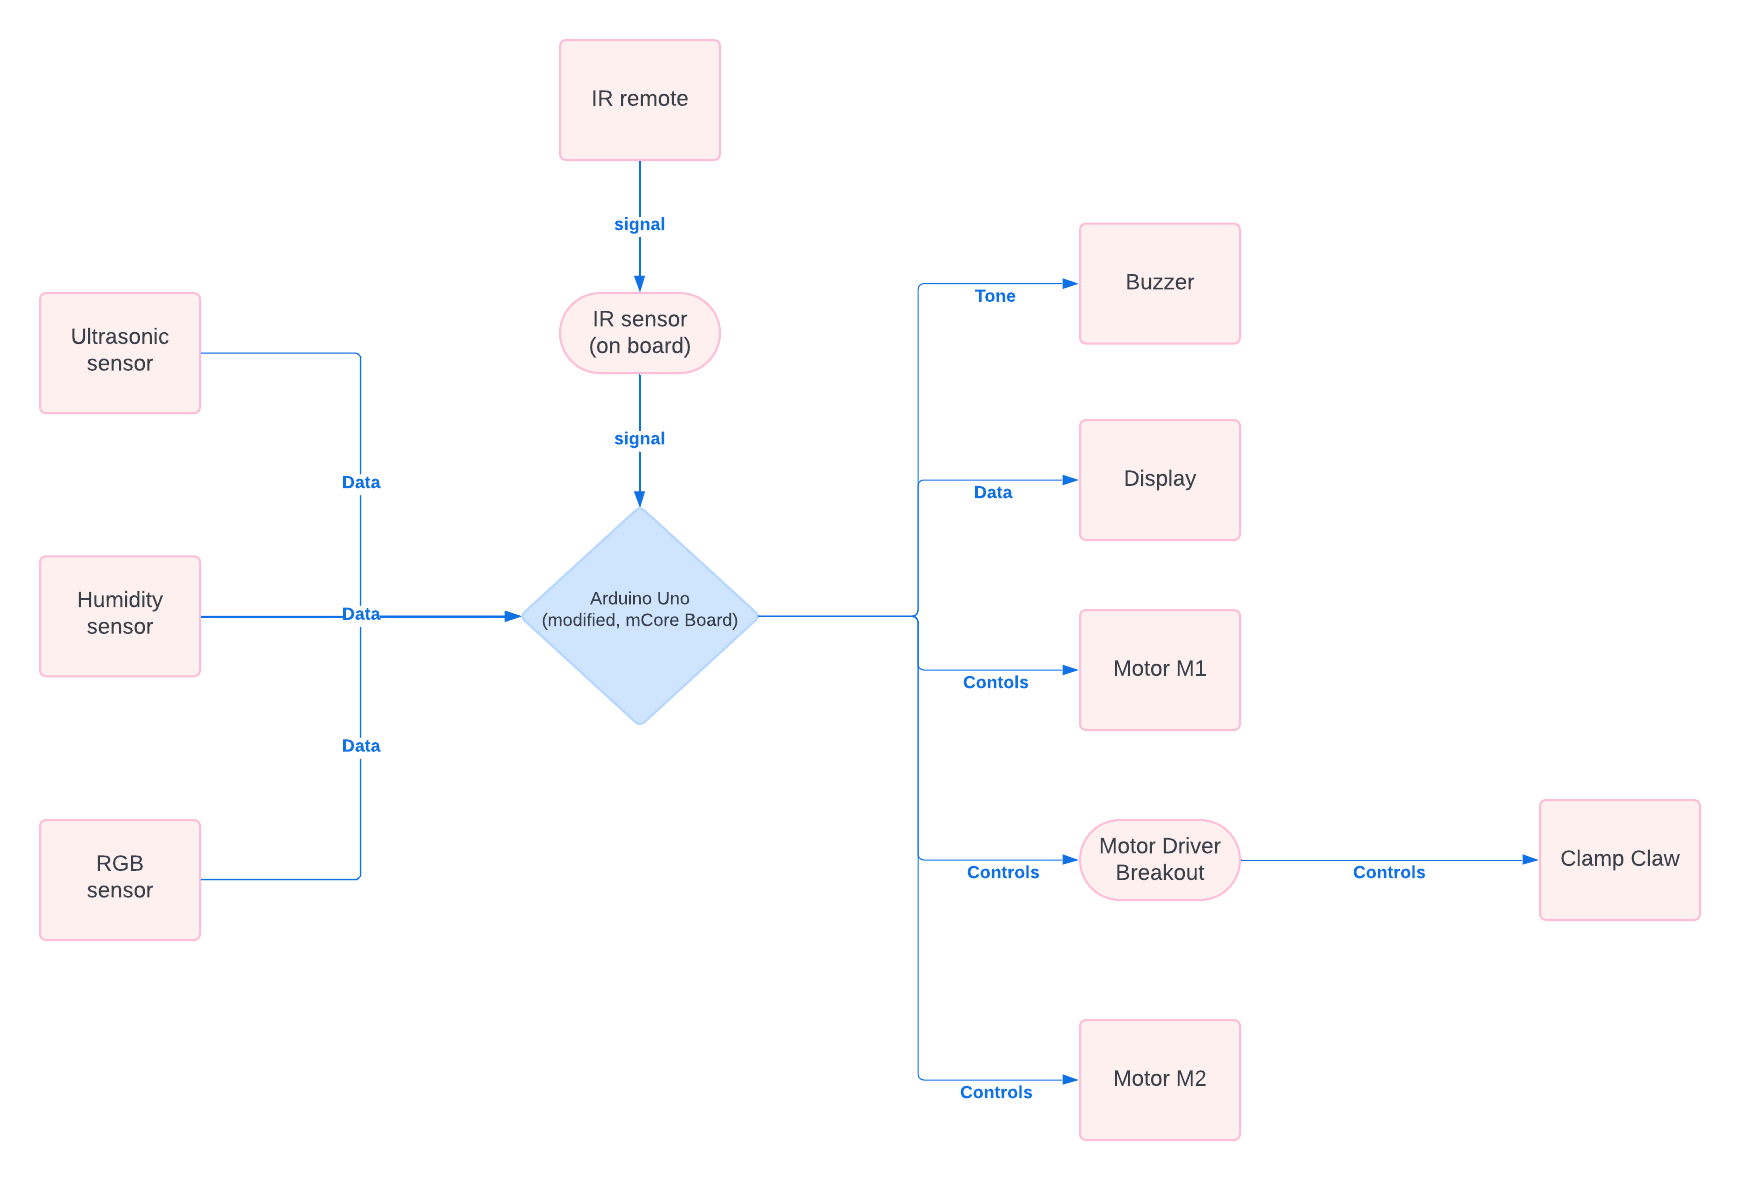 IR remote
signal
IR sensor
(on board)
signal
Ultrasonic
sensor
Data
Humidity
sensor
Data
RGB
sensor
Data
Arduino Uno
(modified, mCore Board)
Tone
Buzzer
Data
Display
Contols
Motor M1
Controls
Motor Driver
Breakout
Controls
Clamp Claw
Controls
Motor M2